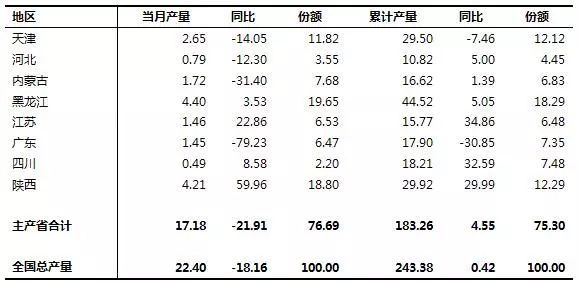 地区 当月产量 同比 份额 累计产量 同比 份额
天津 2.65 -14.05 11.82 29.50 -7.46 12.12
河北 0.79 -12.30 3.55 10.82 5.00 4.45
内蒙古 1.72 -31.40 7.68 16.62 1.39 6.83
黑龙江 4.40 3.53 19.65 44.52 5.05 18.29
江苏 1.46 22.86 6.53 15.77 34.86 6.48
广东 1.45 -79.23 6.47 17.90 -30.85 7.35
四川 0.49 8.58 2.20 18.21 32.59 7.48
陕西 4.21 59.96 18.80 29.92 29.99 12.29
主产省合计 17.18 -21.91 76.69 183.26 4.55 75.30
全国总产量 22.40 -18.16 100.00 243.38 0.42 100.00